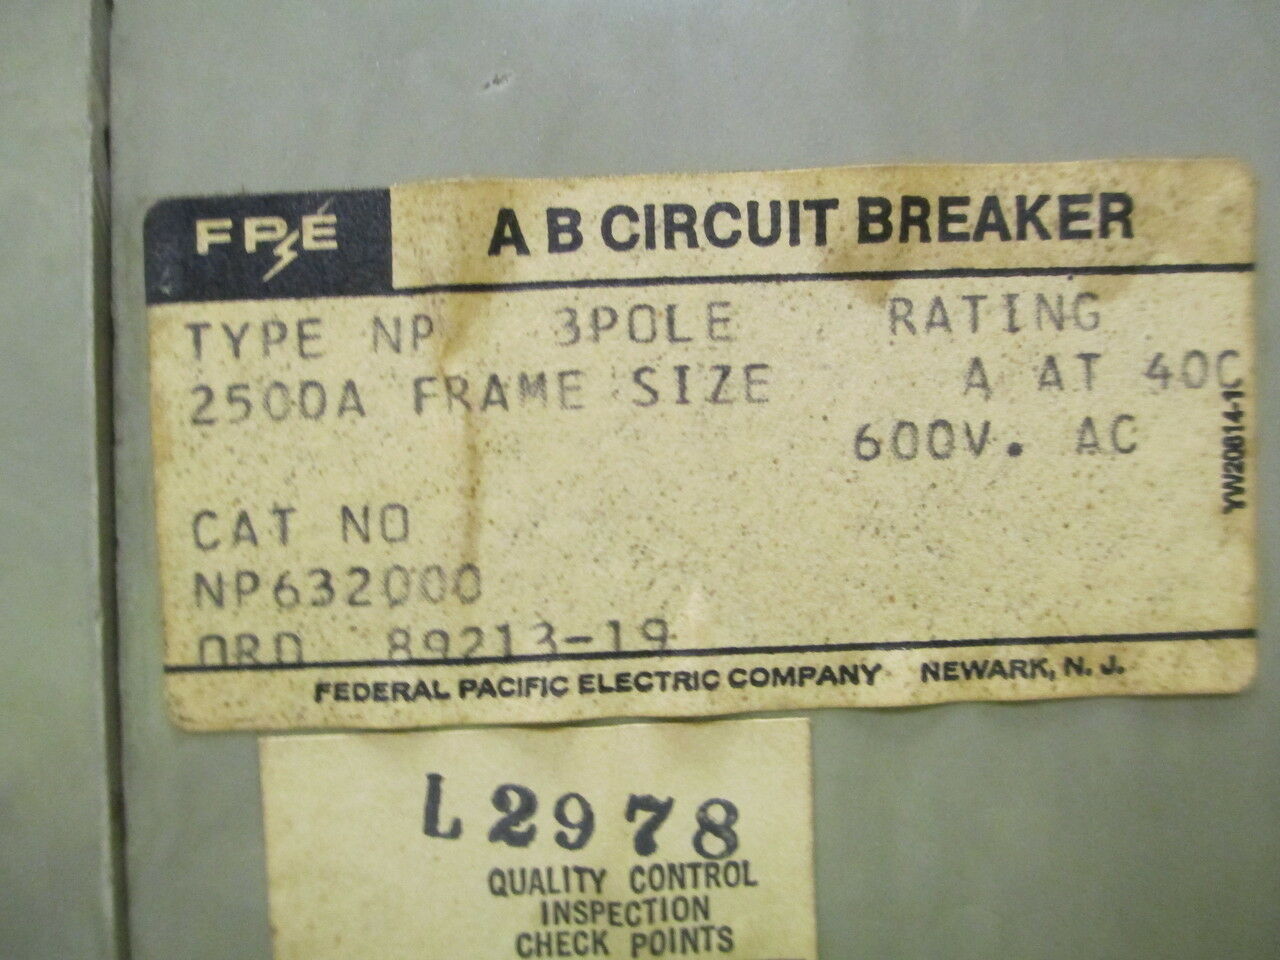 FPE A B CIRCUIT BREAKER
TYPE NP 3POLE RATING
2500A FRAME SIZE A AT 40C
600V. AC
YW20814-1
CAT NO
NP632000
ORD 89213-19
FEDERAL PACIFIC ELECTRIC COMPANY NEWARK, N. J.
L2978
QUALITY CONTROL
INSPECTION
CHECK POINTS